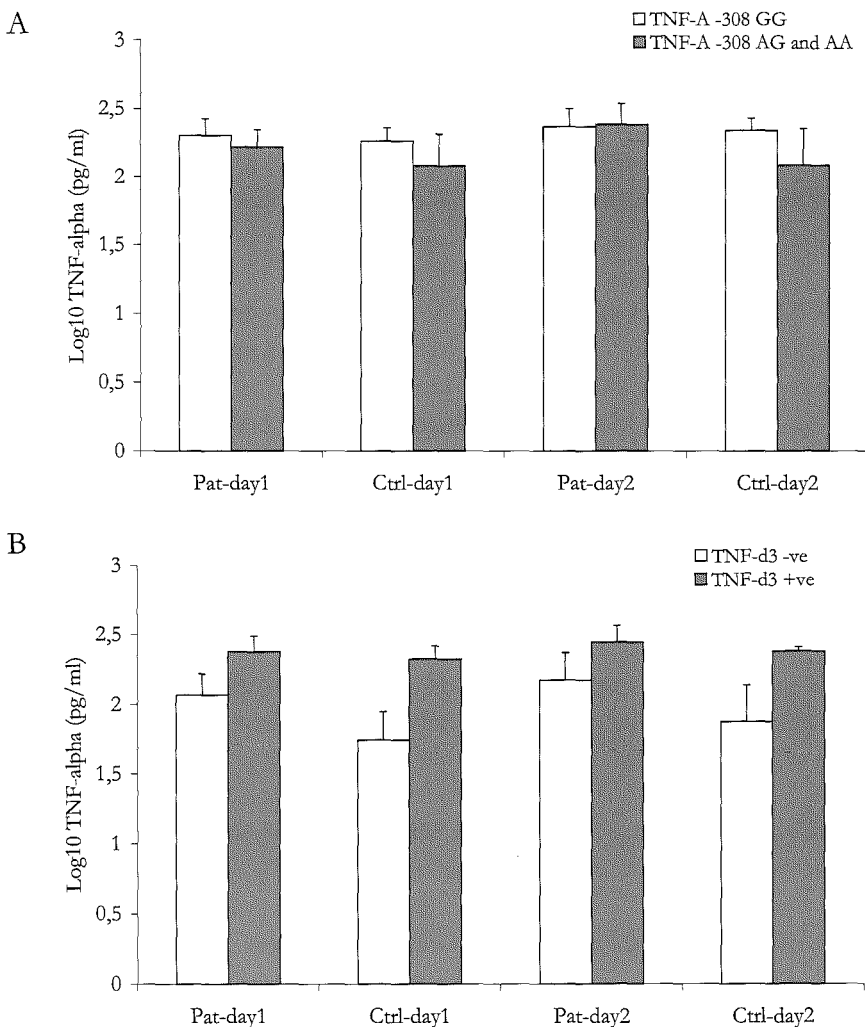 A
TNF-A -308 GG
TNF-A -308 AG and AA
Log10 TNF-alpha (pg/ml)
3
2,5
2
1,5
1
0,5
0
Pat-day1 Ctrl-day1 Pat-day2 Ctrl-day2
B
TNF-d3 -ve
TNF-d3 +ve
Log10 TNF-alpha (pg/ml)
3
2,5
2
1,5
1
0,5
0
Pat-day1 Ctrl-day1 Pat-day2 Ctrl-day2